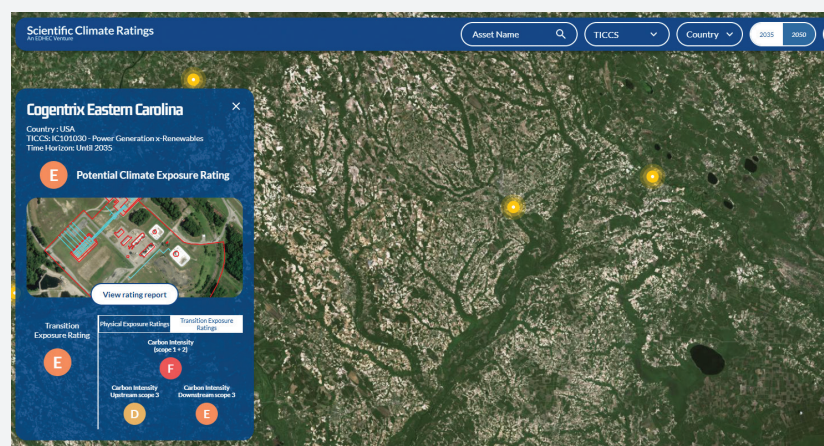 Scientific Climate Ratings
An EDHEC Venture
Asset Name
TICCS
Country
2035
2050
Cogentrix Eastern Carolina
Country : USA
TICCS: IC101030 - Power Generation x-Renewables
Time Horizon: Until 2035
E
Potential Climate Exposure Rating
View rating report
Transition
Exposure Rating
E
Physical Exposure Ratings
Transition Exposure
Ratings
Carbon Intensity
(scope 1 + 2)
F
Carbon Intensity
Upstream scope 3
D
Carbon Intensity
Downstream scope 3
E